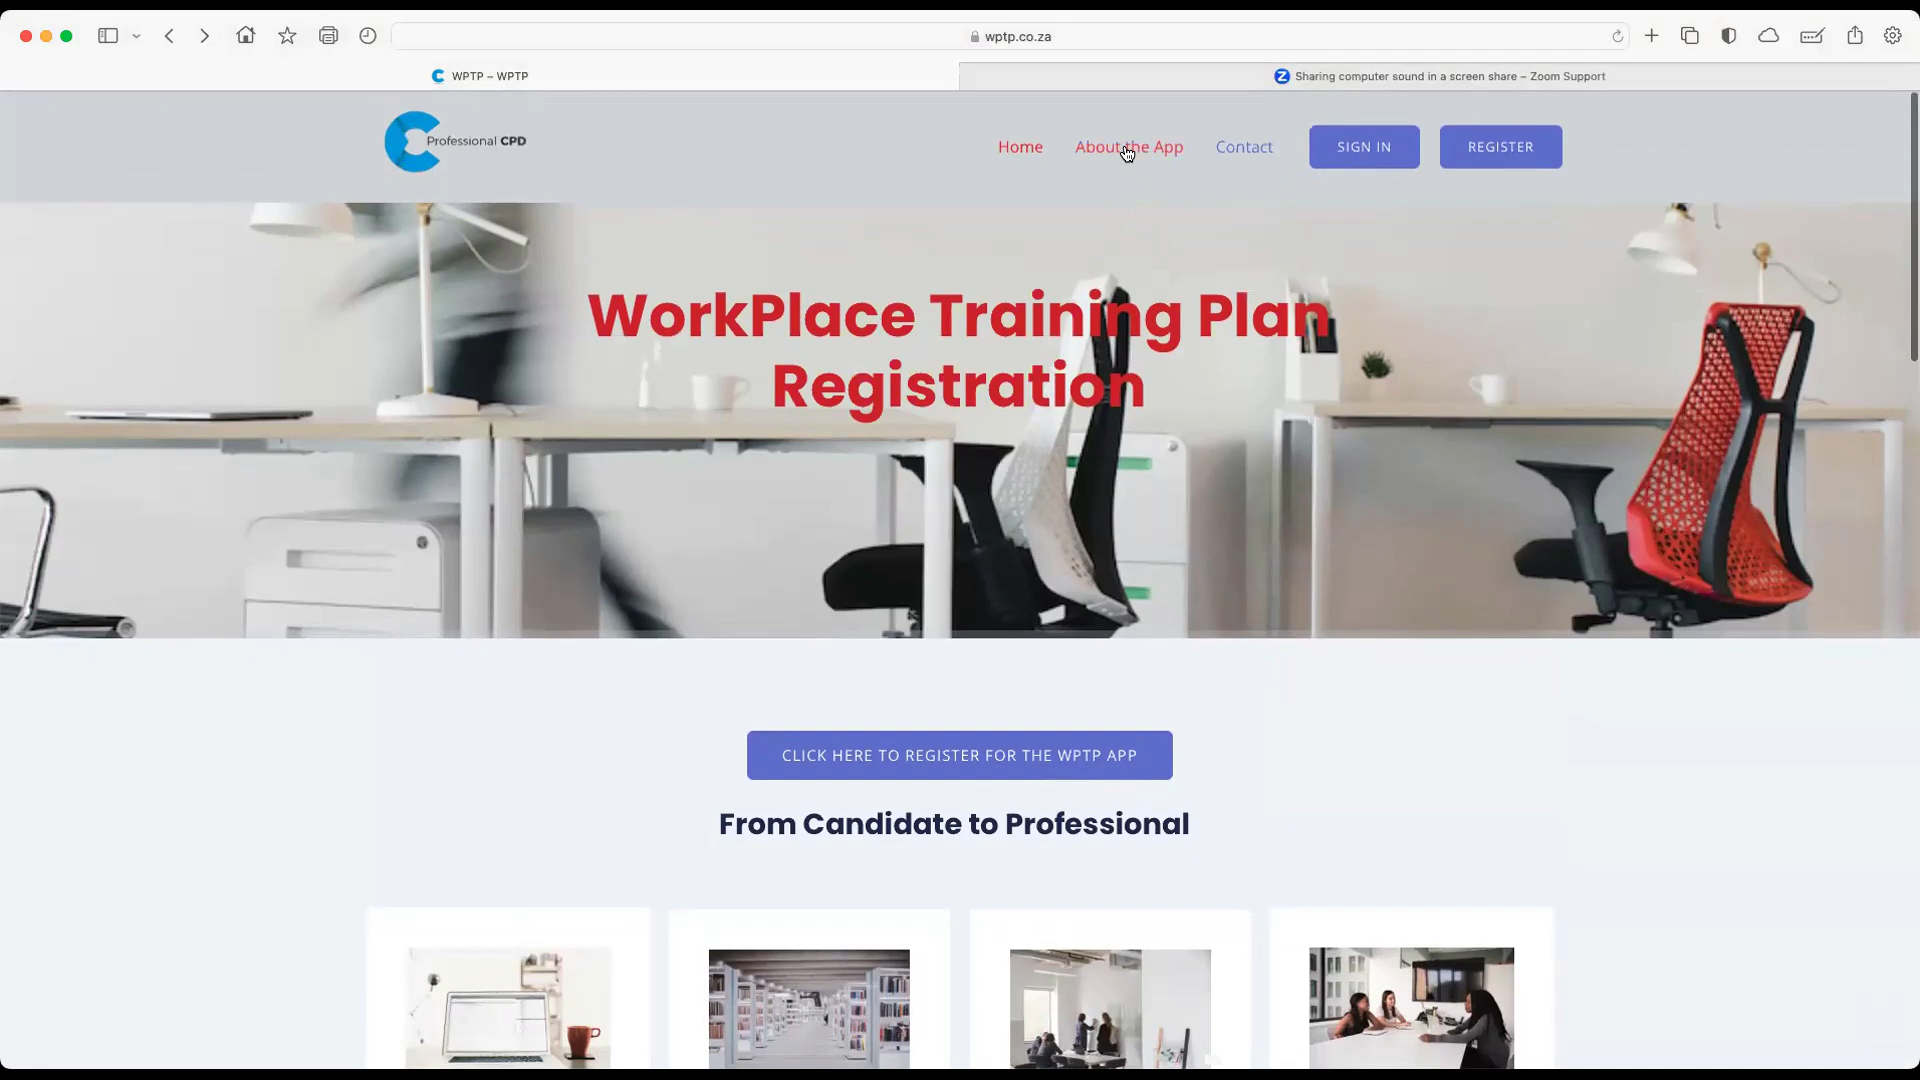 wptp.co.za
WPTP – WPTP
Sharing computer sound in a screen share – Zoom Support
Professional CPD
Home
About the App
Contact
SIGN IN
REGISTER
WorkPlace Training Plan
Registration
CLICK HERE TO REGISTER FOR THE WPTP APP
From Candidate to Professional